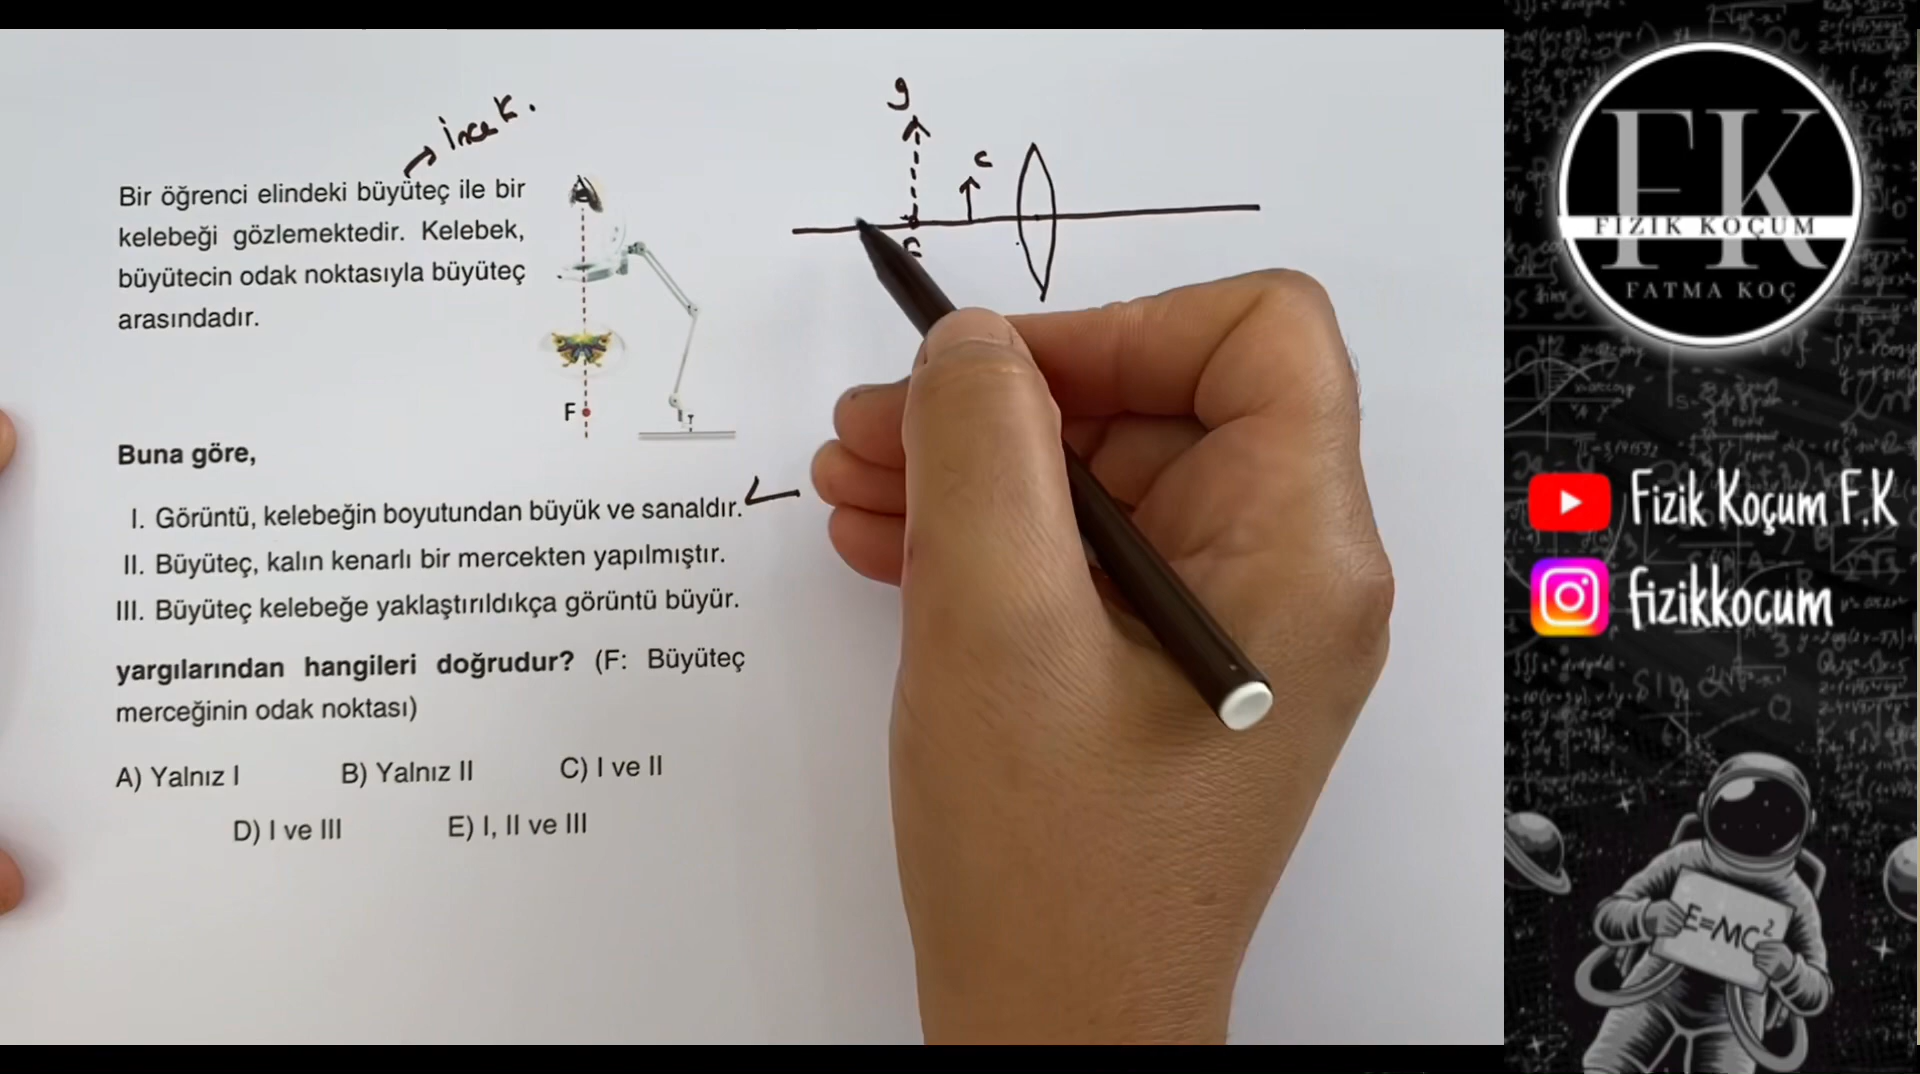 İnce K.
Bir öğrenci elindeki büyüteç ile bir
kelebeği gözlemektedir. Kelebek,
büyütecin odak noktasıyla büyüteç
arasındadır.
F
Buna göre,
I. Görüntü, kelebeğin boyutundan büyük ve sanaldır.
II. Büyüteç, kalın kenarlı bir mercekten yapılmıştır.
III. Büyüteç kelebeğe yaklaştırıldıkça görüntü büyür.
yargılarından hangileri doğrudur? (F: Büyüteç
merceğinin odak noktası)
A) Yalnız I
B) Yalnız II
C) I ve II
D) I ve III
E) I, II ve III
g
c
FK
FIZIK KOÇUM
FATMA KOÇ
Fizik Koçum F.K
fizikkocum
E=MC²